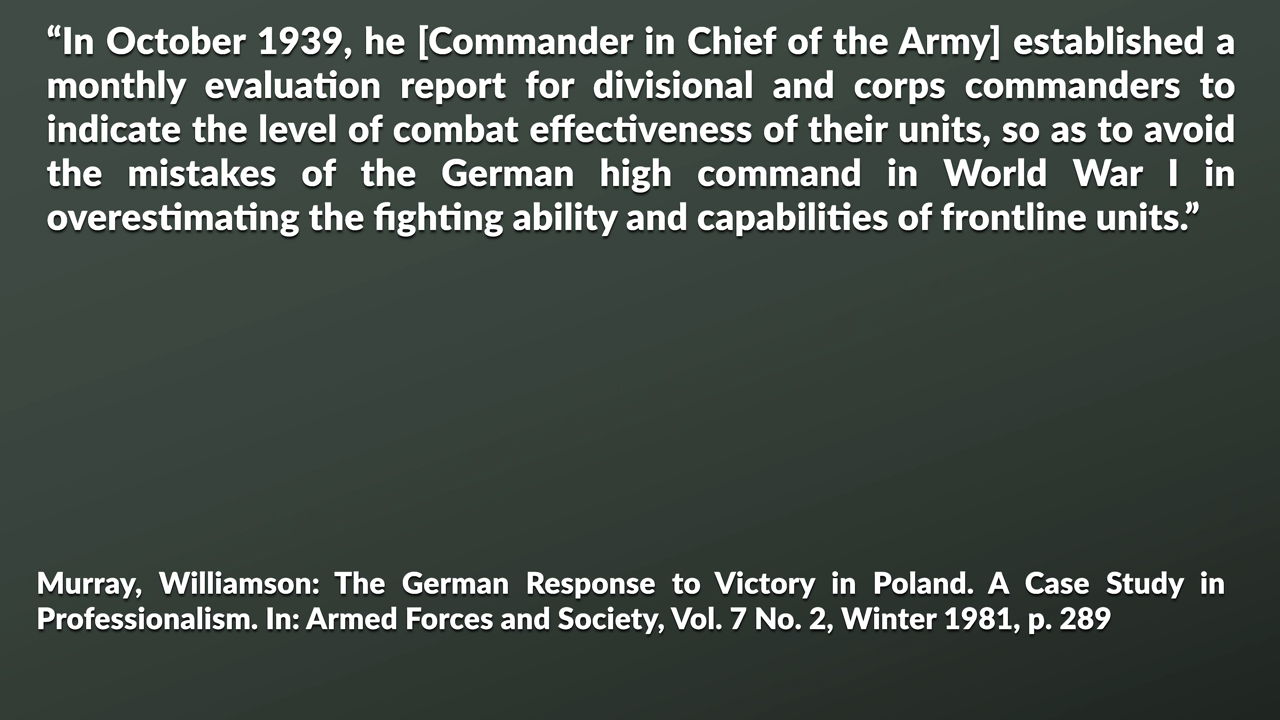 “In October 1939, he [Commander in Chief of the Army] established a
monthly evaluation report for divisional and corps commanders to
indicate the level of combat effectiveness of their units, so as to avoid
the mistakes of the German high command in World War I in
overestimating the fighting ability and capabilities of frontline units.”
Murray, Williamson: The German Response to Victory in Poland. A Case Study in
Professionalism. In: Armed Forces and Society, Vol. 7 No. 2, Winter 1981, p. 289